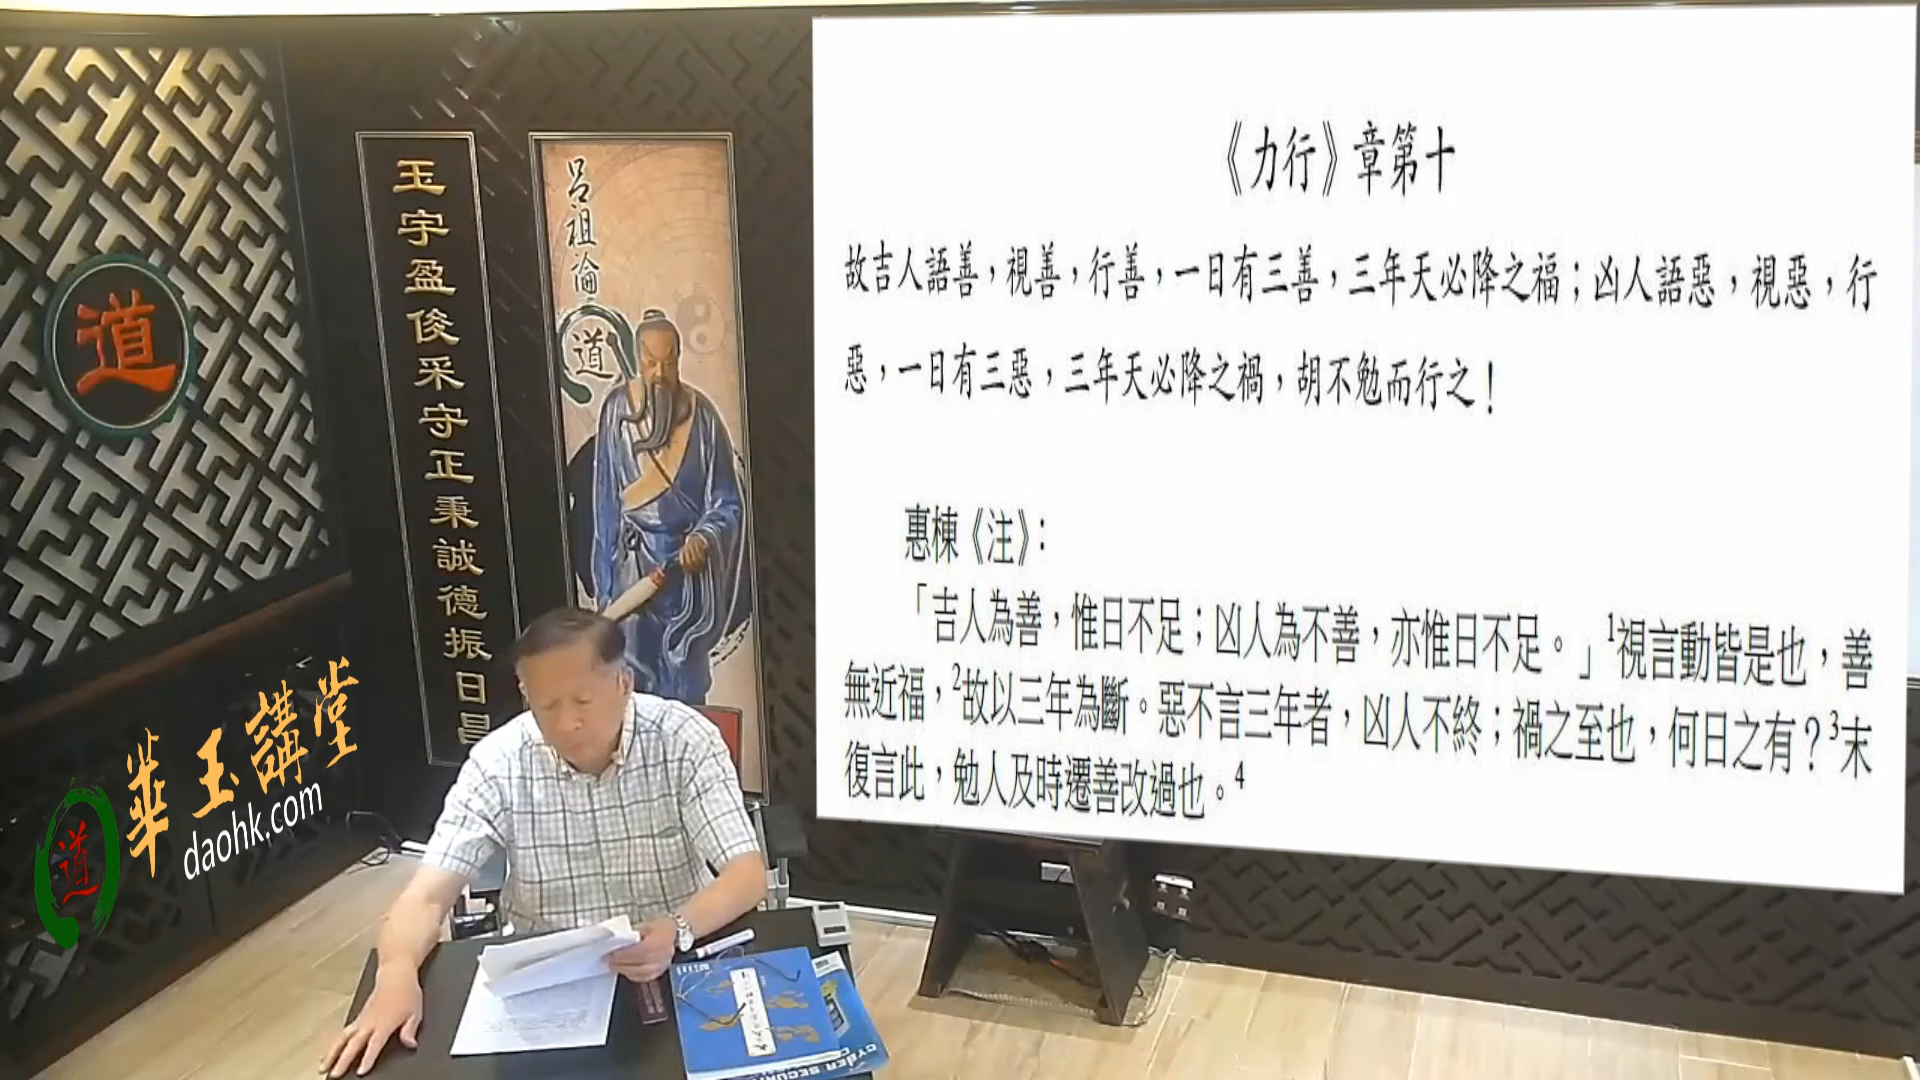 《力行》章第十
故吉人語善，視善，行善，一日有三善，三年天必降之福；凶人語惡，視惡，行
惡，一日有三惡，三年天必降之禍，胡不勉而行之！
惠棟《注》：
「吉人為善，惟日不足；凶人為不善，亦惟日不足。」1視言動皆是也，善
無近福，2故以三年為斷。惡不言三年者，凶人不終；禍之至也，何日之有？3末
復言此，勉人及時遷善改過也。4
玉宇盈俊采守正秉誠德振日昌
呂祖論
道
道
道
華玉講堂
daohk.com
CYBER SECURI